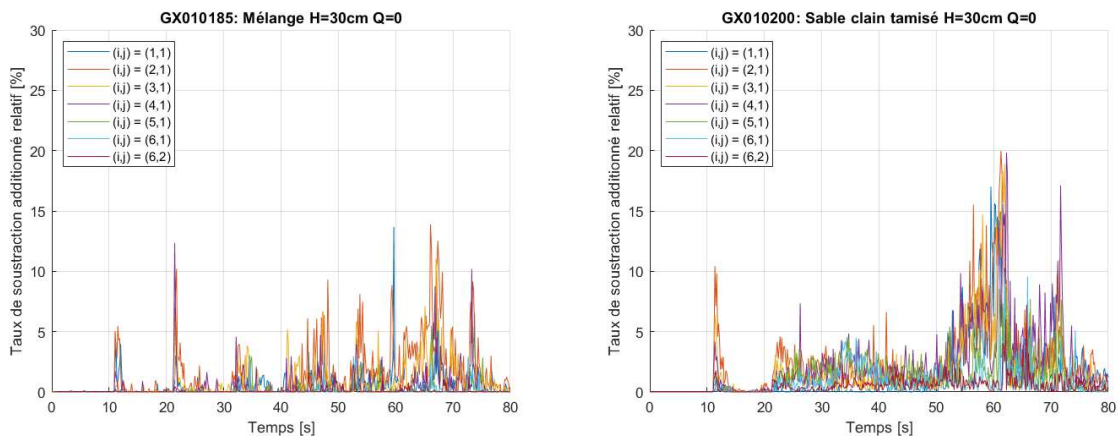 GX010185: Mélange H=30cm Q=0
Taux de soustraction additionné relatif [%]
30
25
20
15
10
5
0
(i,j) = (1,1)
(i,j) = (2,1)
(i,j) = (3,1)
(i,j) = (4,1)
(i,j) = (5,1)
(i,j) = (6,1)
(i,j) = (6,2)
0 10 20 30 40 50 60 70 80
Temps [s]
GX010200: Sable clain tamisé H=30cm Q=0
Taux de soustraction additionné relatif [%]
30
25
20
15
10
5
0
(i,j) = (1,1)
(i,j) = (2,1)
(i,j) = (3,1)
(i,j) = (4,1)
(i,j) = (5,1)
(i,j) = (6,1)
(i,j) = (6,2)
0 10 20 30 40 50 60 70 80
Temps [s]